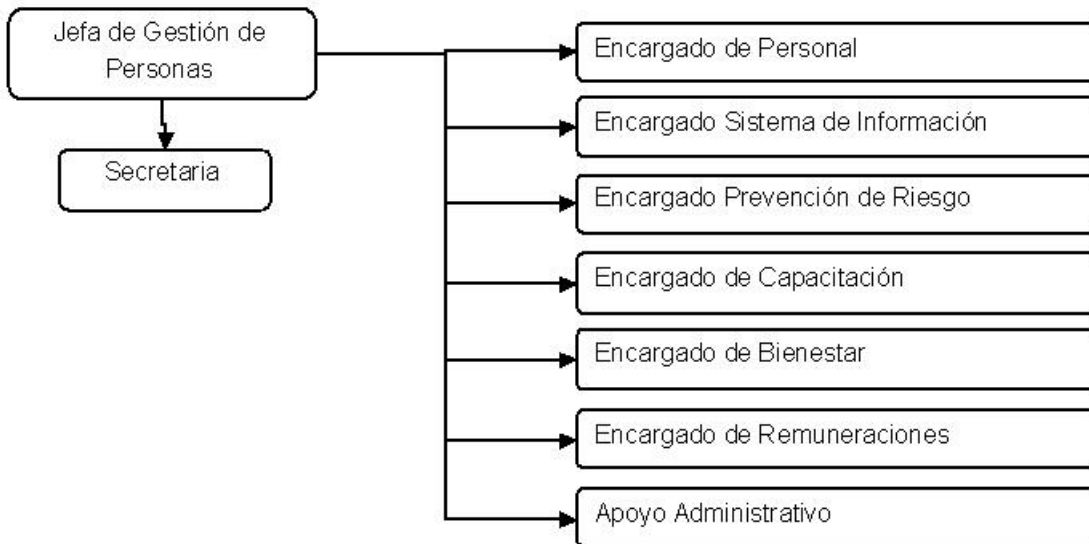 Jefa de Gestión de
Personas
Secretaria
Encargado de Personal
Encargado Sistema de Información
Encargado Prevención de Riesgo
Encargado de Capacitación
Encargado de Bienestar
Encargado de Remuneraciones
Apoyo Administrativo